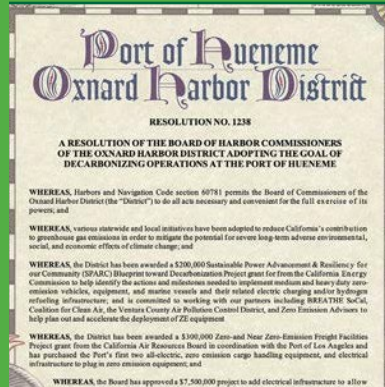 Port of Hueneme
Oxnard Harbor District
RESOLUTION NO. 1238
A RESOLUTION OF THE BOARD OF HARBOR COMMISSIONERS
OF THE OXNARD HARBOR DISTRICT ADOPTING THE GOAL OF
DECARBONIZING OPERATIONS AT THE PORT OF HUENEME
WHEREAS, Harbors and Navigation Code section 60781 permits the Board of Commissioners of the
Oxnard Harbor District (the "District") to do all acts necessary and convenient for the full exercise of its
powers; and
WHEREAS, various statewide and local initiatives have been adopted to reduce California's contribution
to greenhouse gas emissions in order to mitigate the potential for severe long-term adverse environmental,
social, and economic effects of climate change; and
WHEREAS, the District has been awarded a $200,000 Sustainable Power Advancement & Resiliency for
our Community (SPARC) Blueprint toward Decarbonization Project grant for from the California Energy
Commission to help identify the actions and milestones needed to implement medium and heavy duty zero-
emission vehicles, equipment, and marine vessels and their related electric charging and/or hydrogen
refueling infrastructure; and is committed to working with our partners including BREATHE SoCal,
Coalition for Clean Air, the Ventura County Air Pollution Control District, and Zero Emission Advisors to
help plan out and accelerate the deployment of ZE equipment
WHEREAS, the District has been awarded a $300,000 Zero-and Near Zero-Emission Freight Facilities
Project grant from the California Air Resources Board in coordination with the Port of Los Angeles and
has purchased the Port's first two all-electric, zero emission cargo handling equipment, and electrical
infrastructure to plug in zero emission equipment; and
WHEREAS, the Board has approved a $7,500,000 project to add electrical infrastructure to allow